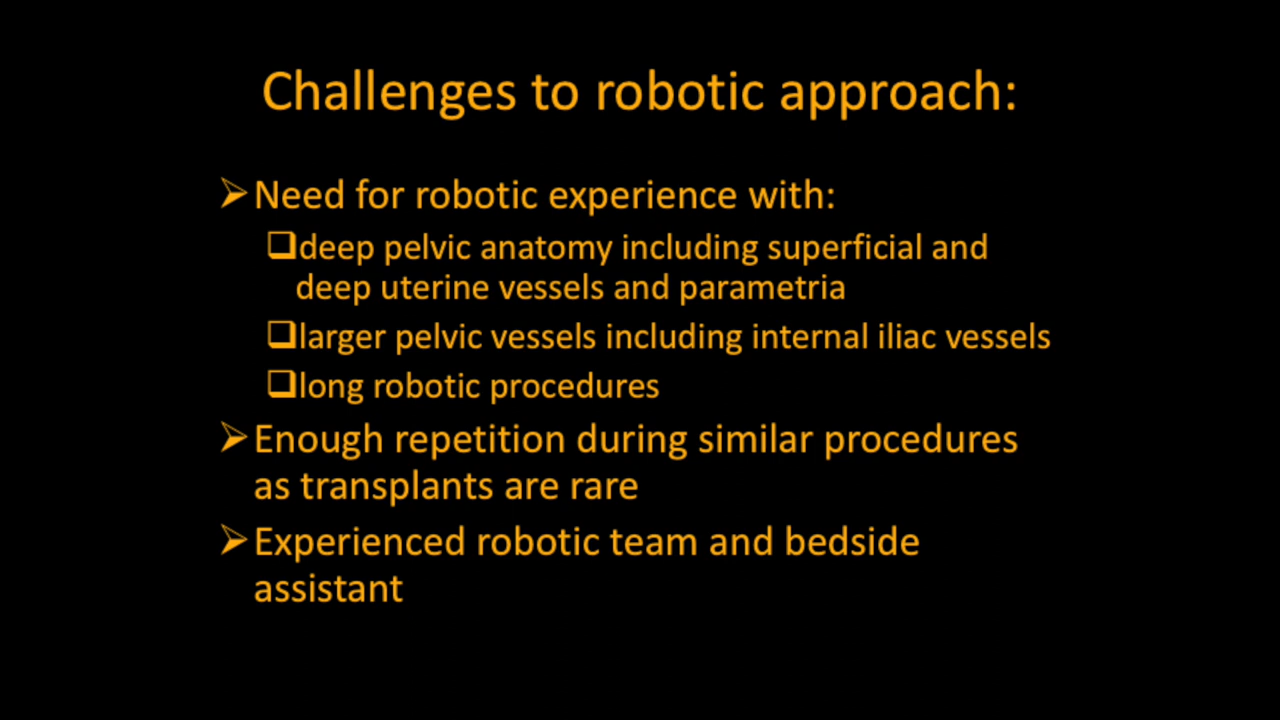 Challenges to robotic approach:
➢Need for robotic experience with:
❑deep pelvic anatomy including superficial and
deep uterine vessels and parametria
❑larger pelvic vessels including internal iliac vessels
❑long robotic procedures
➢Enough repetition during similar procedures
as transplants are rare
➢Experienced robotic team and bedside
assistant